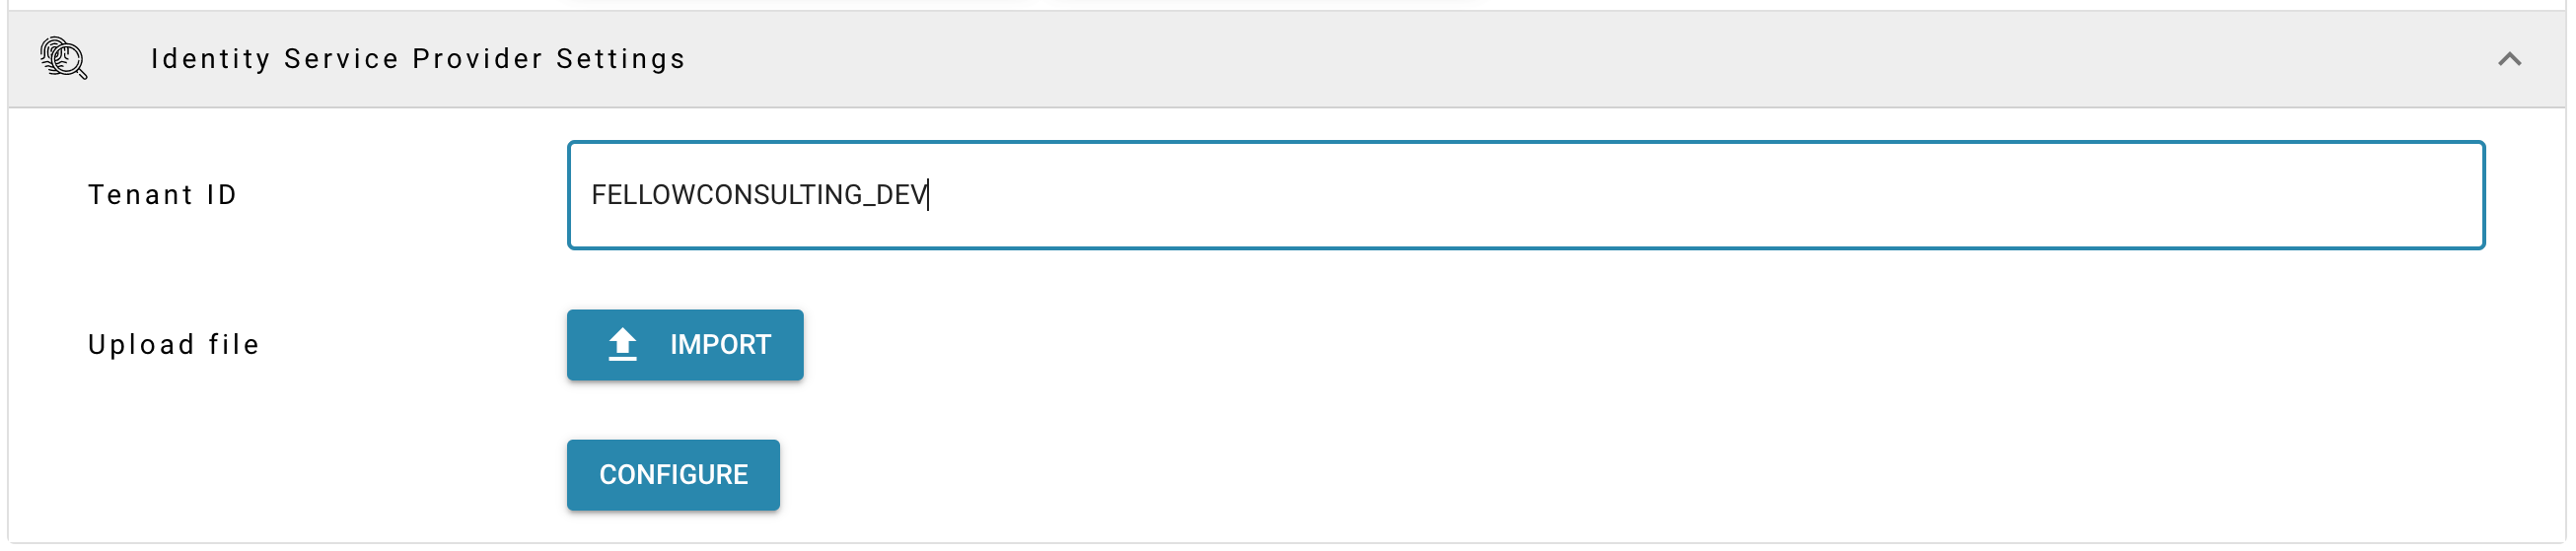 Identity Service Provider Settings
Tenant ID
FELLOWCONSULTING_DEV
Upload file
IMPORT
CONFIGURE